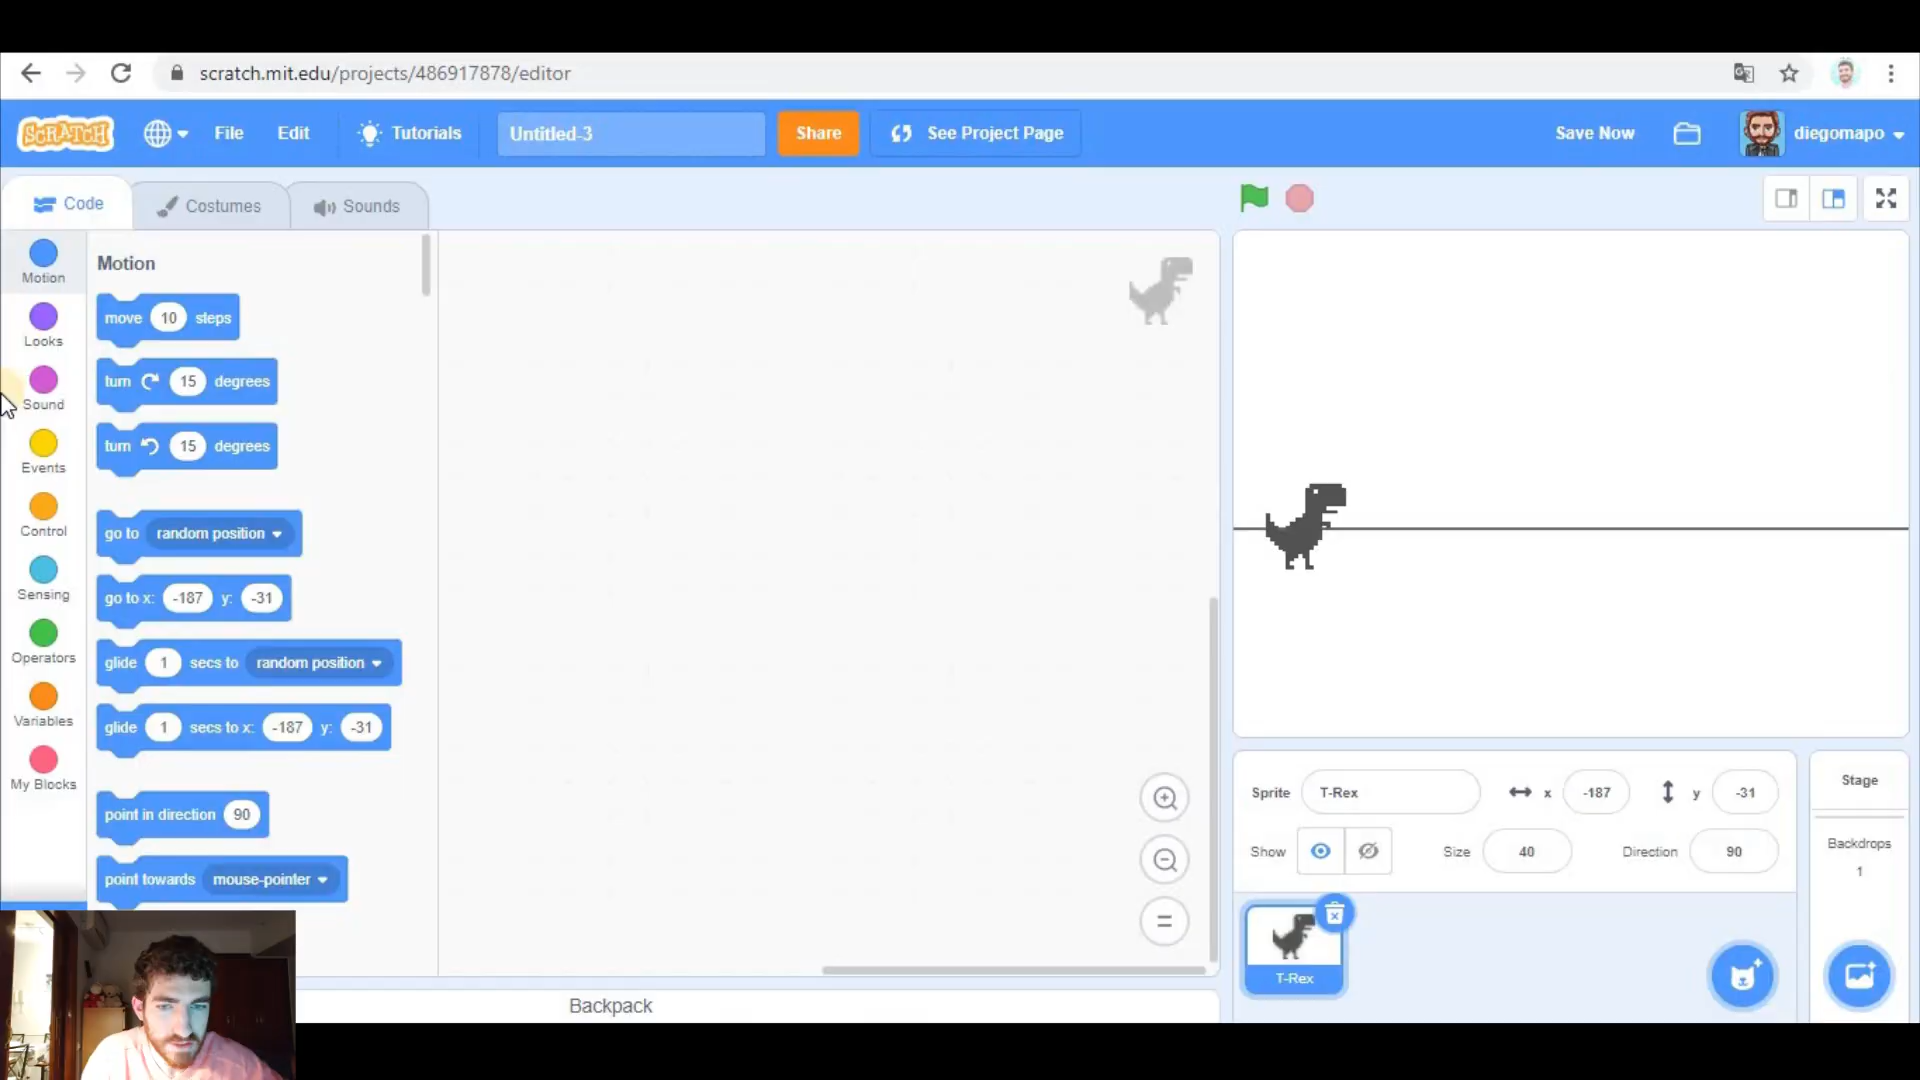 scratch.mit.edu/projects/486917878/editor
SCRATCH
File
Edit
Tutorials
Untitled-3
Share
See Project Page
Save Now
diegomapo
Code
Costumes
Sounds
Motion
Looks
Sound
Events
Control
Sensing
Operators
Variables
My Blocks
Motion
move 10 steps
turn 15 degrees
turn 15 degrees
go to random position
go to x: -187 y: -31
glide 1 secs to random position
glide 1 secs to x: -187 y: -31
point in direction 90
point towards mouse-pointer
Backpack
Sprite T-Rex x -187 y -31
Show Size 40 Direction 90
T-Rex
Stage
Backdrops
1